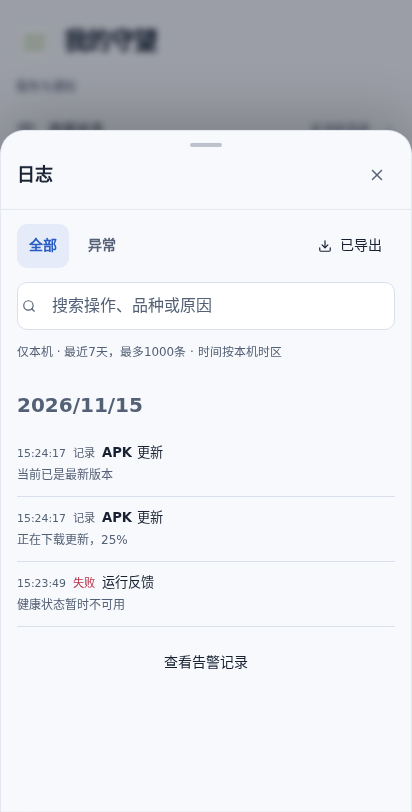 我的守望
日志
全部
异常
已导出
搜索操作、品种或原因
仅本机 · 最近7天，最多1000条 · 时间按本机时区
2026/11/15
15:24:17 记录 APK 更新
当前已是最新版本
15:24:17 记录 APK 更新
正在下载更新，25%
15:23:49 失败 运行反馈
健康状态暂时不可用
查看告警记录